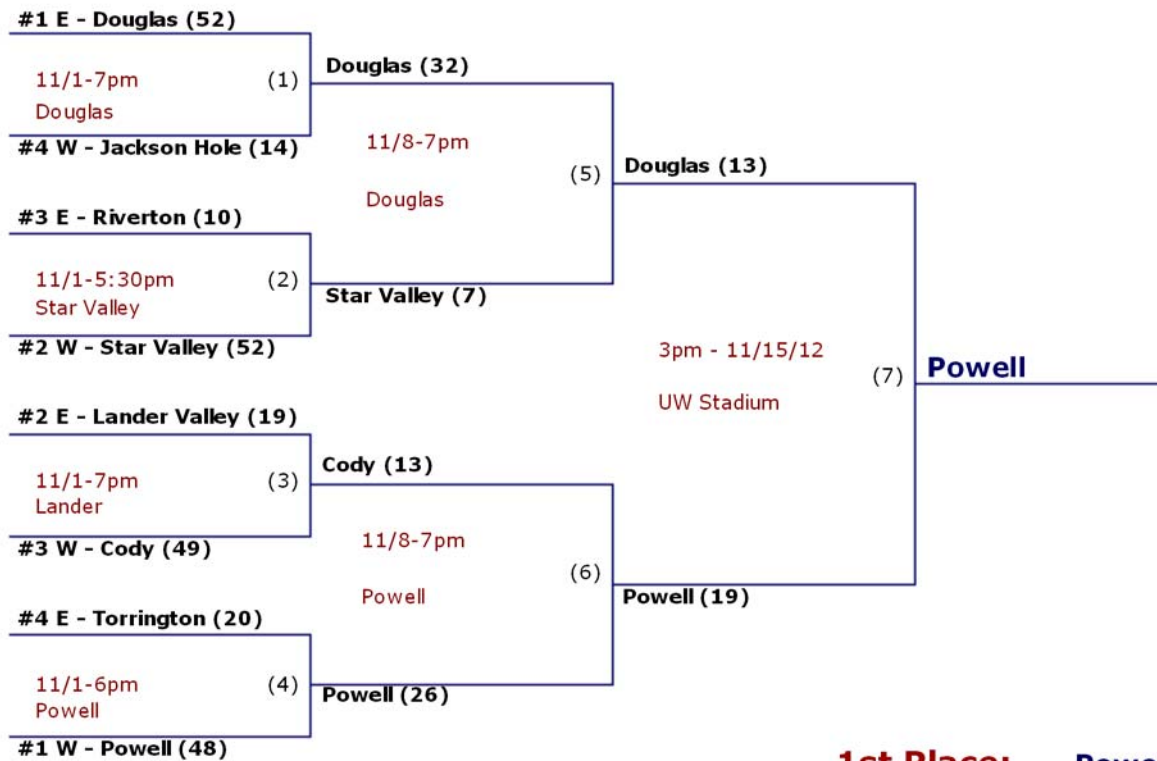 #1 E - Douglas (52)
11/1-7pm
(1)
Douglas
#4 W - Jackson Hole (14)
Douglas (32)
11/8-7pm
(5)
Douglas
#3 E - Riverton (10)
11/1-5:30pm
(2)
Star Valley
#2 W - Star Valley (52)
Star Valley (7)
Douglas (13)
3pm - 11/15/12
(7)
UW Stadium
Powell
#2 E - Lander Valley (19)
11/1-7pm
(3)
Lander
#3 W - Cody (49)
Cody (13)
11/8-7pm
(6)
Powell
#4 E - Torrington (20)
11/1-6pm
(4)
Powell
#1 W - Powell (48)
Powell (26)
Powell (19)
1st Place: